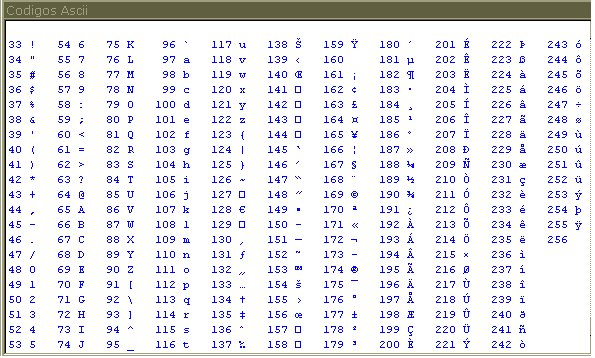 Codigos Ascii
33 ! 54 6 75 K 96 ` 117 u 138 Š 159 Ÿ 180 ´ 201 É 222 Þ 243 ó
34 " 55 7 76 L 97 a 118 v 139 ‹ 160 181 µ 202 Ê 223 ß 244 ô
35 # 56 8 77 M 98 b 119 w 140 Œ 161 ¡ 182 ¶ 203 Ë 224 à 245 õ
36 $ 57 9 78 N 99 c 120 x 141 □ 162 ¢ 183 · 204 Ì 225 á 246 ö
37 % 58 : 79 O 100 d 121 y 142 □ 163 £ 184 ¸ 205 Í 226 â 247 ÷
38 & 59 ; 80 P 101 e 122 z 143 □ 164 ¤ 185 ¹ 206 Î 227 ã 248 ø
39 ' 60 < 81 Q 102 f 123 { 144 □ 165 ¥ 186 º 207 Ï 228 ä 249 ù
40 ( 61 = 82 R 103 g 124 | 145 ‘ 166 ¦ 187 » 208 Ð 229 å 250 ú
41 ) 62 > 83 S 104 h 125 } 146 ’ 167 § 188 ¼ 209 Ñ 230 æ 251 û
42 * 63 ? 84 T 105 i 126 ~ 147 “ 168 ¨ 189 ½ 210 Ò 231 ç 252 ü
43 + 64 @ 85 U 106 j 127 □ 148 ” 169 © 190 ¾ 211 Ó 232 è 253 ý
44 , 65 A 86 V 107 k 128 € 149 • 170 ª 191 ¿ 212 Ô 233 é 254 þ
45 - 66 B 87 W 108 l 129 □ 150 – 171 « 192 À 213 Õ 234 ê 255 ÿ
46 . 67 C 88 X 109 m 130 ‚ 151 — 172 ¬ 193 Á 214 Ö 235 ë 256
47 / 68 D 89 Y 110 n 131 ƒ 152 ˜ 173 - 194 Â 215 × 236 ì
48 0 69 E 90 Z 111 o 132 „ 153 ™ 174 ® 195 Ã 216 Ø 237 í
49 1 70 F 91 [ 112 p 133 … 154 š 175 ¯ 196 Ä 217 Ù 238 î
50 2 71 G 92 \ 113 q 134 † 155 › 176 ° 197 Å 218 Ú 239 ï
51 3 72 H 93 ] 114 r 135 ‡ 156 œ 177 ± 198 Æ 219 Û 240 ð
52 4 73 I 94 ^ 115 s 136 ˆ 157 □ 178 ² 199 Ç 220 Ü 241 ñ
53 5 74 J 95 _ 116 t 137 ‰ 158 □ 179 ³ 200 È 221 Ý 242 ò